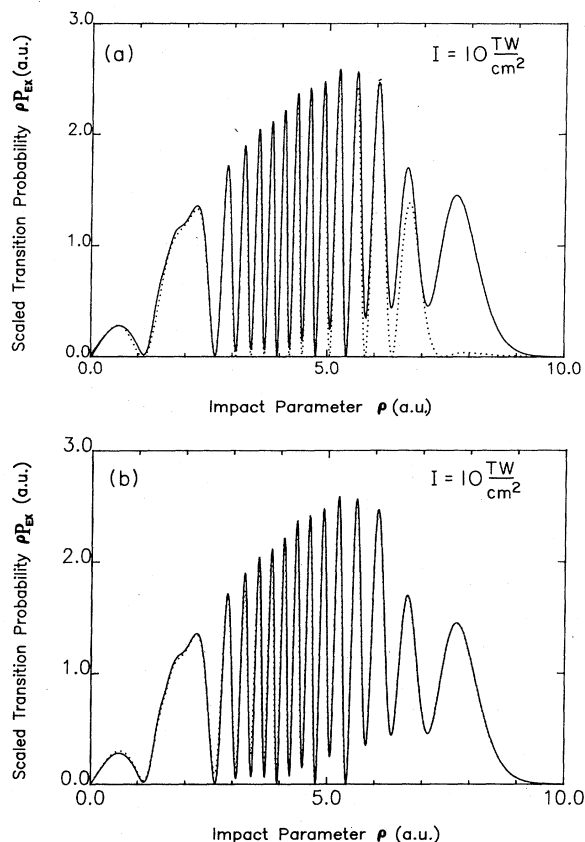 (a)
I = 10 TW/cm²
Scaled Transition Probability ρP_EX (a.u.)
3.0
2.0
1.0
0.0
0.0
5.0
10.0
Impact Parameter ρ (a.u.)
(b)
I = 10 TW/cm²
Scaled Transition Probability ρP_EX (a.u.)
3.0
2.0
1.0
0.0
0.0
5.0
10.0
Impact Parameter ρ (a.u.)